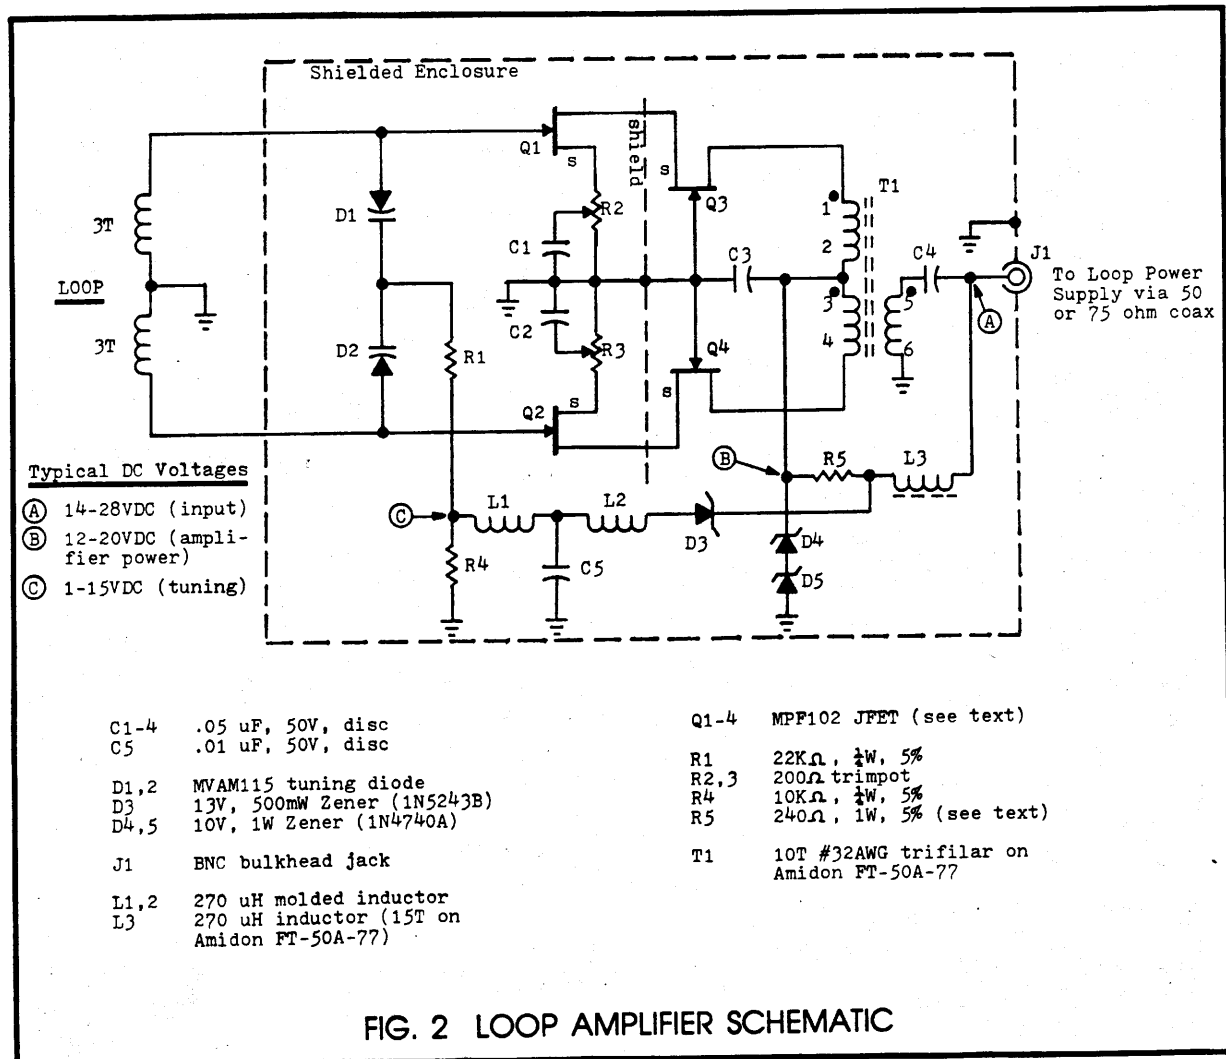 Shielded Enclosure
shield
Q1
S
R2
C1
S
Q3
T1
1
2
C3
C4
J1
To Loop Power
Supply via 50
or 75 ohm coax
3T
D1
LOOP
3T
D2
R1
C2
R3
Q4
S
3
4
5
6
A
Q2
S
B
R5
L3
Typical DC Voltages
A 14-28VDC (input)
B 12-20VDC (ampli-
fier power)
C 1-15VDC (tuning)
C
L1
L2
D3
D4
D5
R4
C5
C1-4 .05 uF, 50V, disc
C5 .01 uF, 50V, disc
D1,2 MVAM115 tuning diode
D3 13V, 500mW Zener (1N5243B)
D4,5 10V, 1W Zener (1N4740A)
J1 BNC bulkhead jack
L1,2 270 uH molded inductor
L3 270 uH inductor (15T on
Amidon FT-50A-77)
Q1-4 MPF102 JFET (see text)
R1 22KΩ, ¼W, 5%
R2,3 200Ω trimpot
R4 10KΩ, ¼W, 5%
R5 240Ω, 1W, 5% (see text)
T1 10T #32AWG trifilar on
Amidon FT-50A-77
FIG. 2 LOOP AMPLIFIER SCHEMATIC